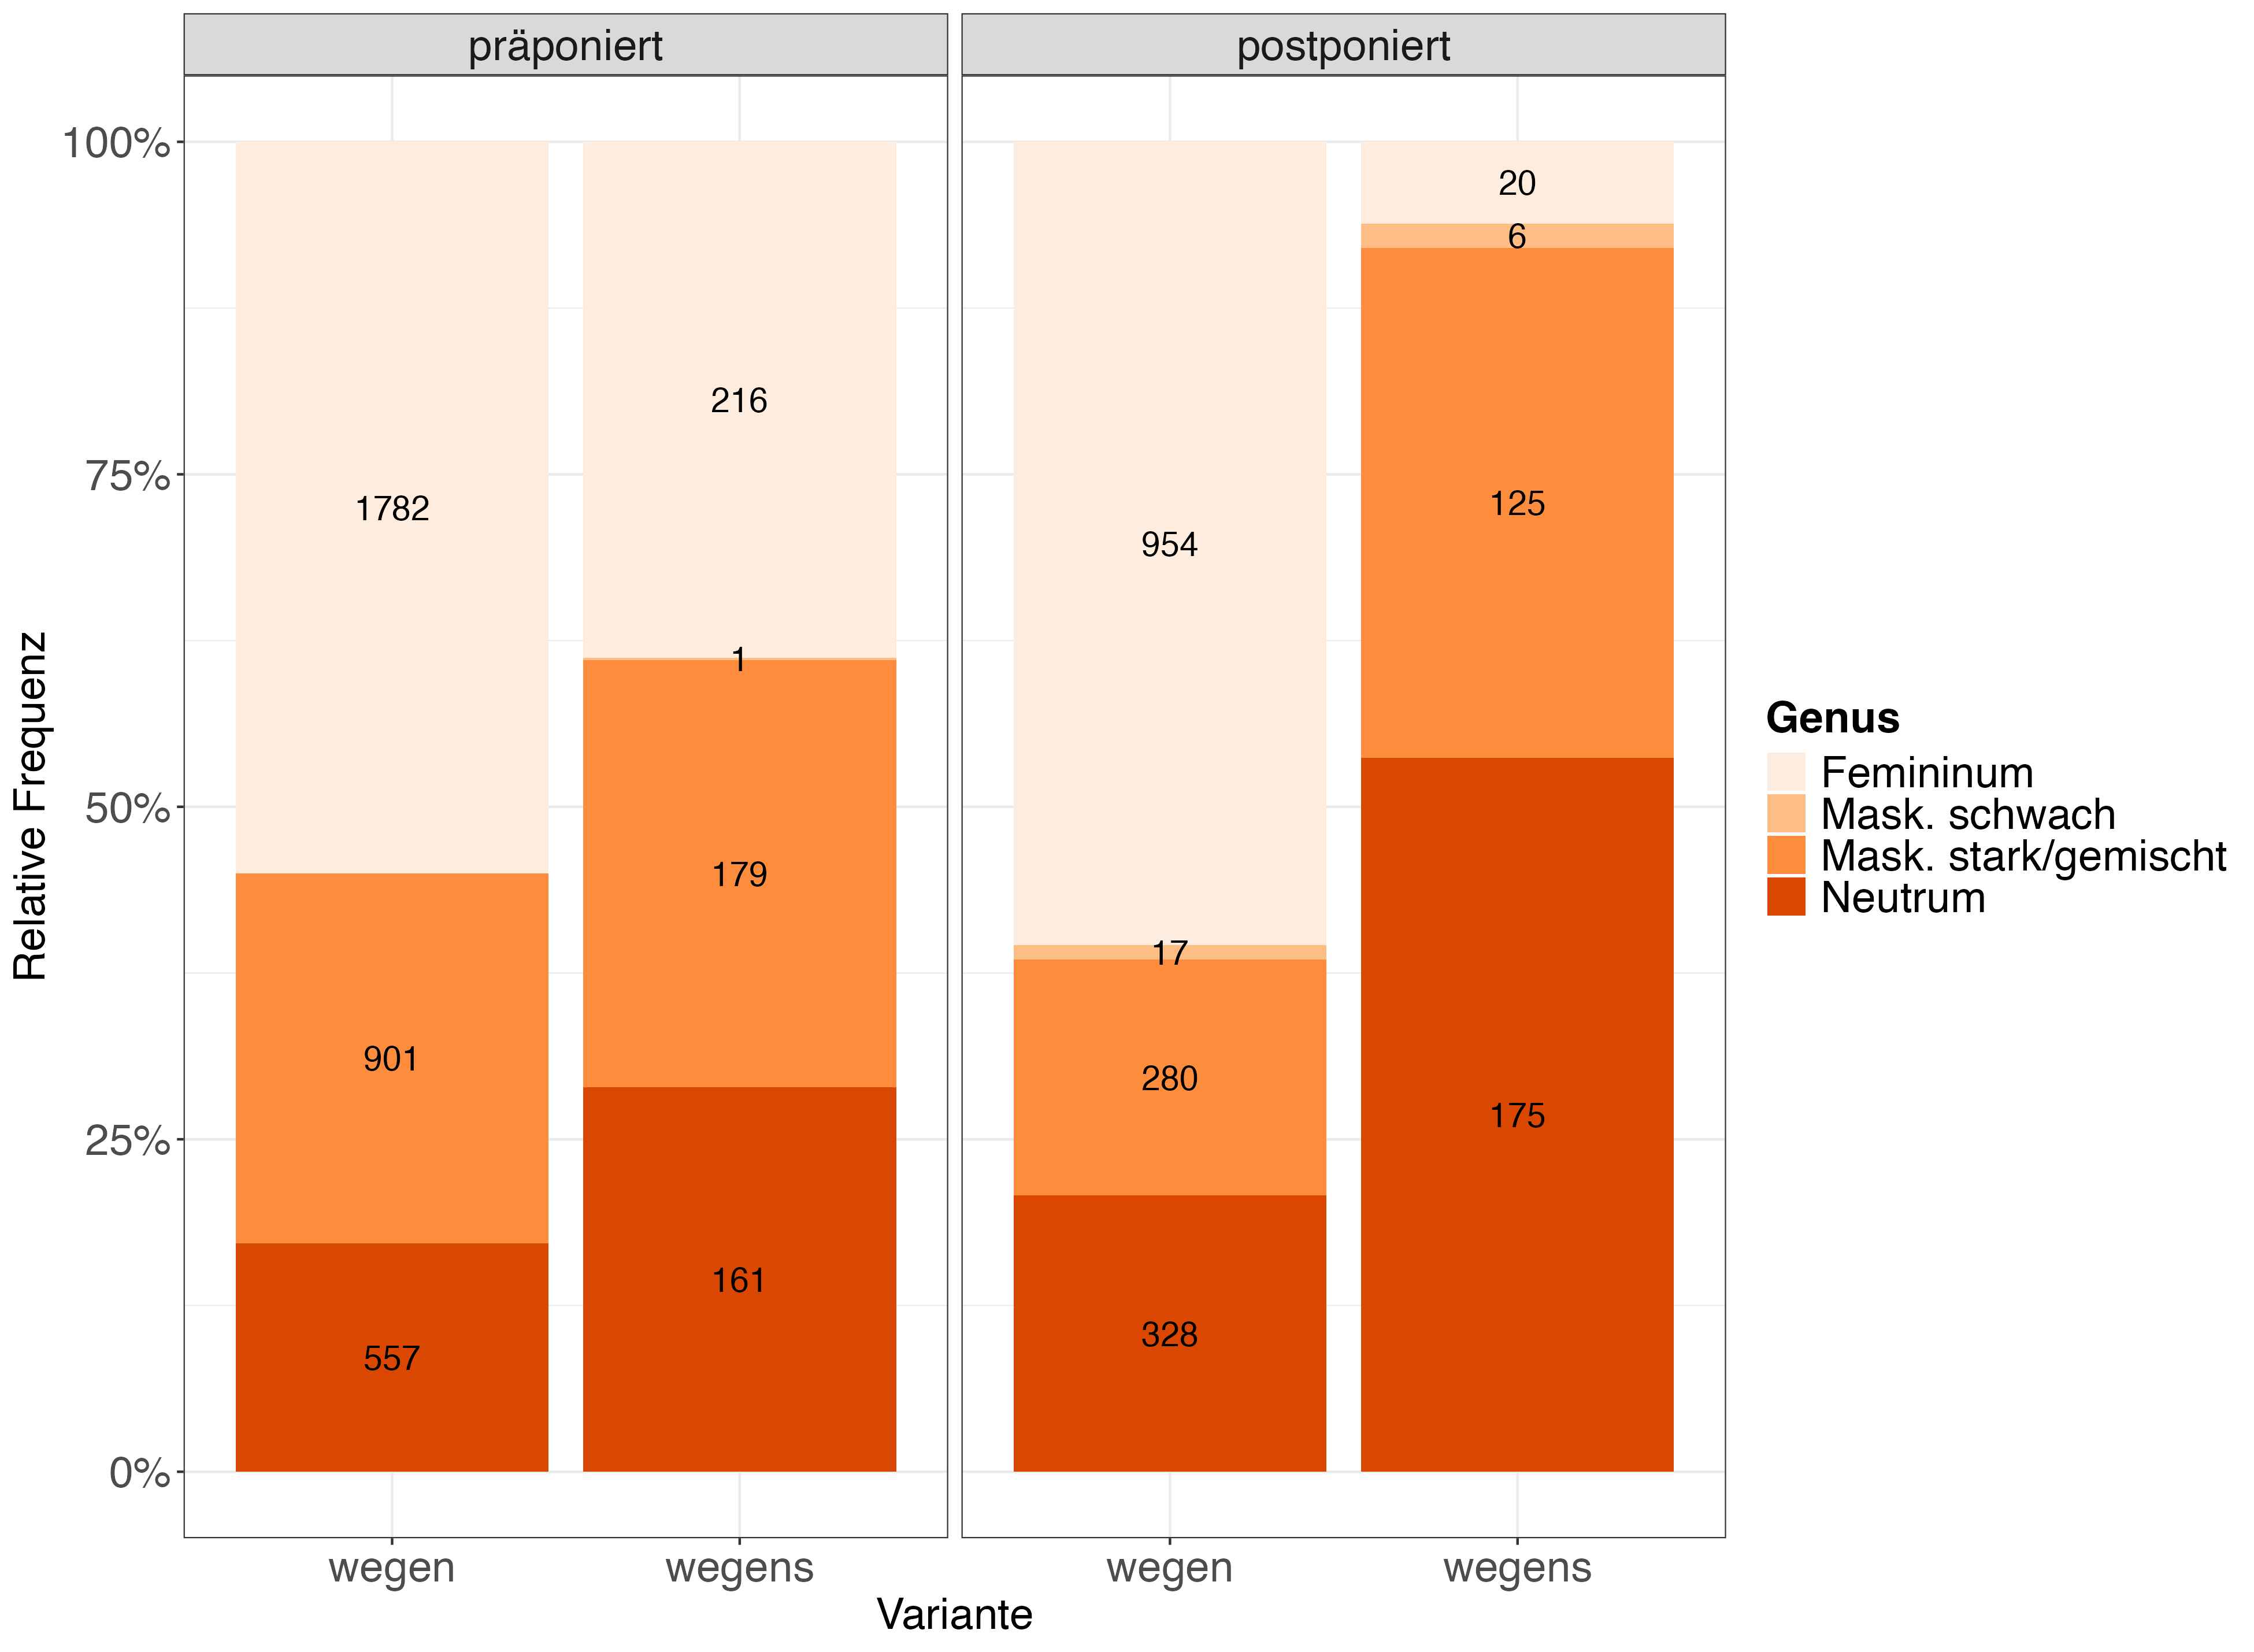 präponiert
postponiert
100%
75%
50%
25%
0%
Relative Frequenz
1782
901
557
216
1
179
161
954
17
280
328
20
6
125
175
wegen
wegens
wegen
wegens
Variante
Genus
Femininum
Mask. schwach
Mask. stark/gemischt
Neutrum